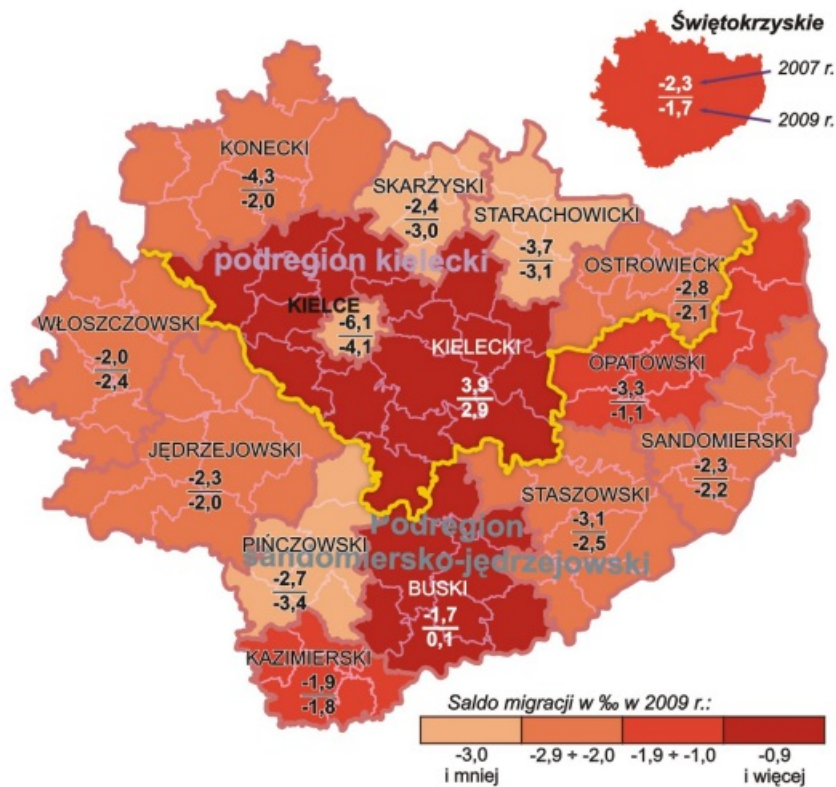 Świętokrzyskie
2007 r.
-2,3
-1,7
2009 r.
KONECKI
-4,3
-2,0
SKARŻYSKI
-2,4
-3,0
STARACHOWICKI
-3,7
-3,1
podregion kielecki
OSTROWIECKI
-2,8
-2,1
KIELCE
-6,1
-4,1
WŁOSZCZOWSKI
-2,0
-2,4
KIELECKI
3,9
2,9
OPATOWSKI
-3,3
-1,1
JĘDRZEJOWSKI
-2,3
-2,0
SANDOMIERSKI
-2,3
-2,2
STASZOWSKI
-3,1
-2,5
Podregion
sandomiersko-jędrzejowski
PIŃCZOWSKI
-2,7
-3,4
BUSKI
-1,7
0,1
KAZIMIERSKI
-1,9
-1,8
Saldo migracji w ‰ w 2009 r.:
-3,0 -2,9 ÷ -2,0 -1,9 ÷ -1,0 -0,9
i mniej i więcej